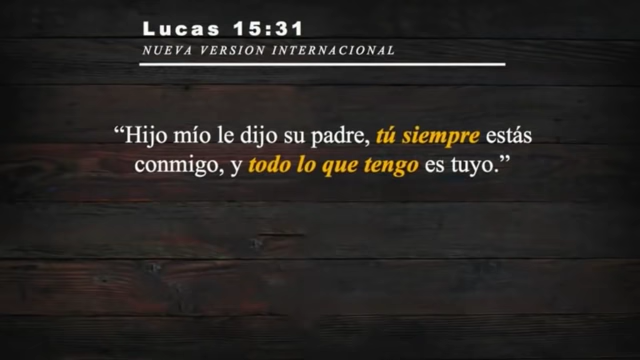 Lucas 15:31
NUEVA VERSION INTERNACIONAL
“Hijo mío le dijo su padre, tú siempre estás
conmigo, y todo lo que tengo es tuyo.”